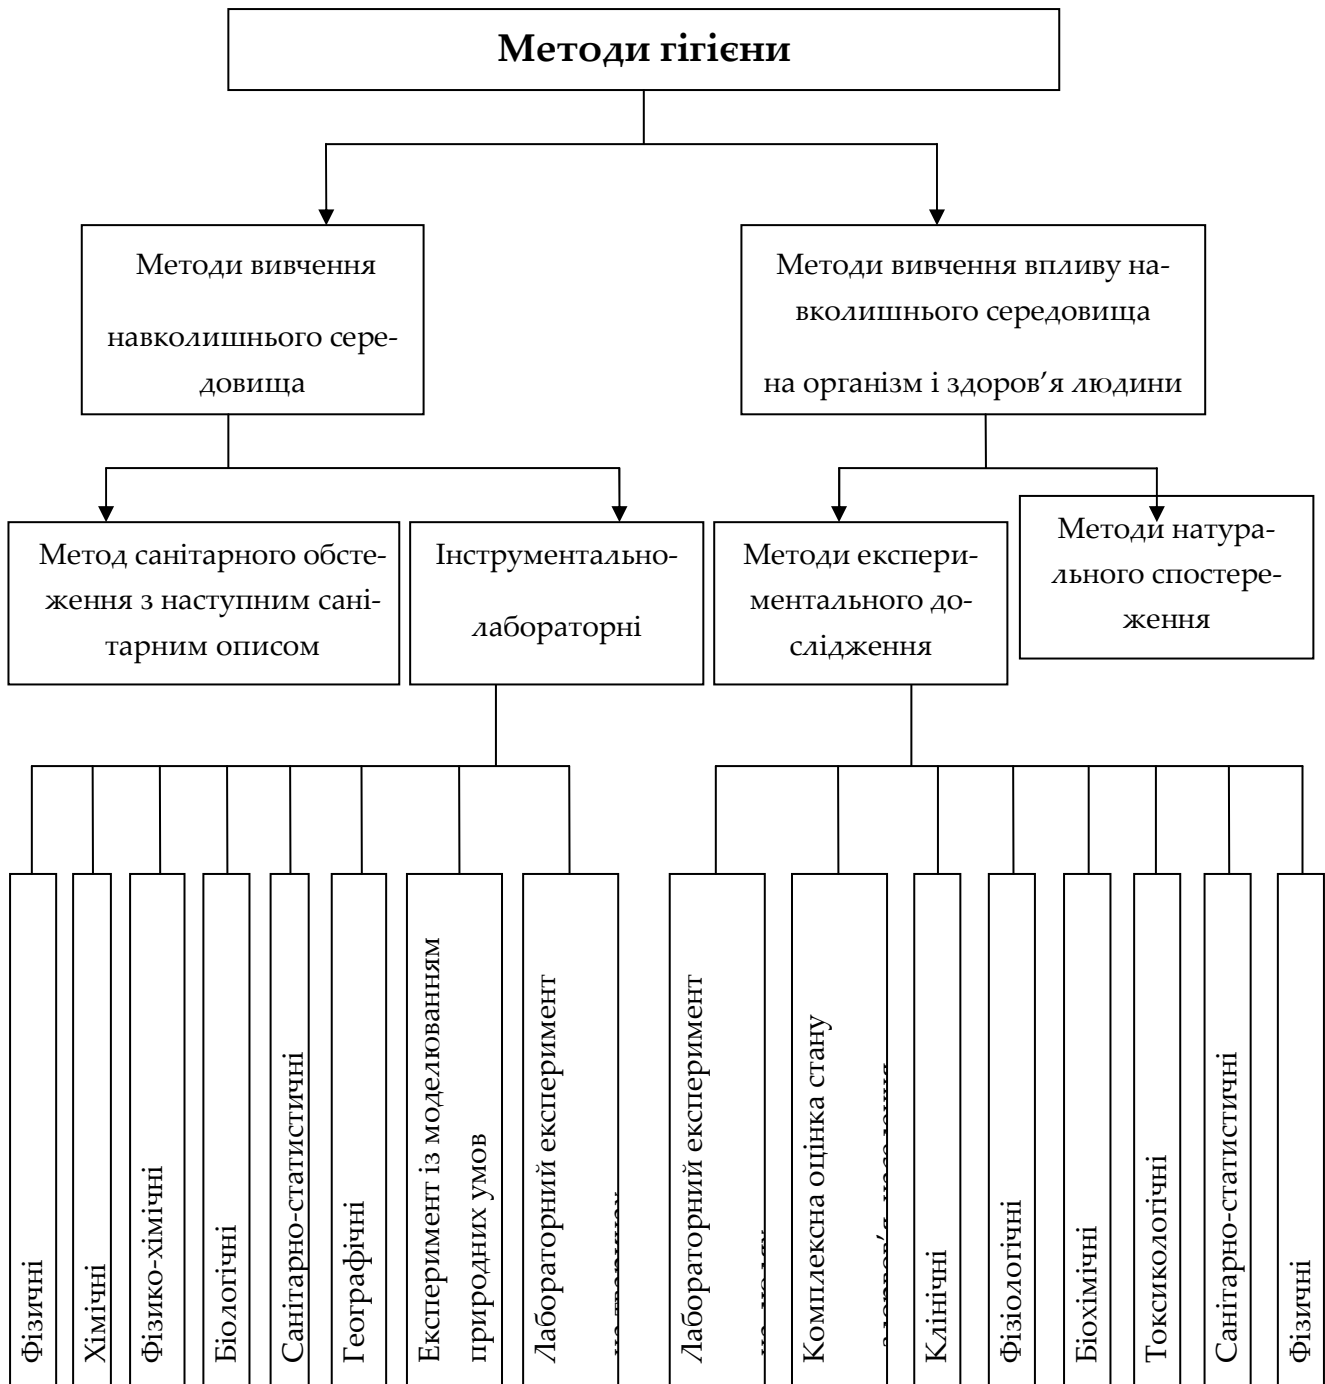 Методи гігієни
Методи вивчення
навколишнього сере-
довища
Методи вивчення впливу на-
вколишнього середовища
на організм і здоров’я людини
Метод санітарного обсте-
ження з наступним сані-
тарним описом
Інструментально-
лабораторні
Методи експери-
ментального до-
слідження
Методи натура-
льного спостере-
ження
Фізичні
Хімічні
Фізико-хімічні
Біологічні
Санітарно-статистичні
Географічні
Експеримент із моделюванням
природних умов
Лабораторний експеримент
Лабораторний експеримент
Комплексна оцінка стану
здоров’я населення
Клінічні
Фізіологічні
Біохімічні
Токсикологічні
Санітарно-статистичні
Фізичні